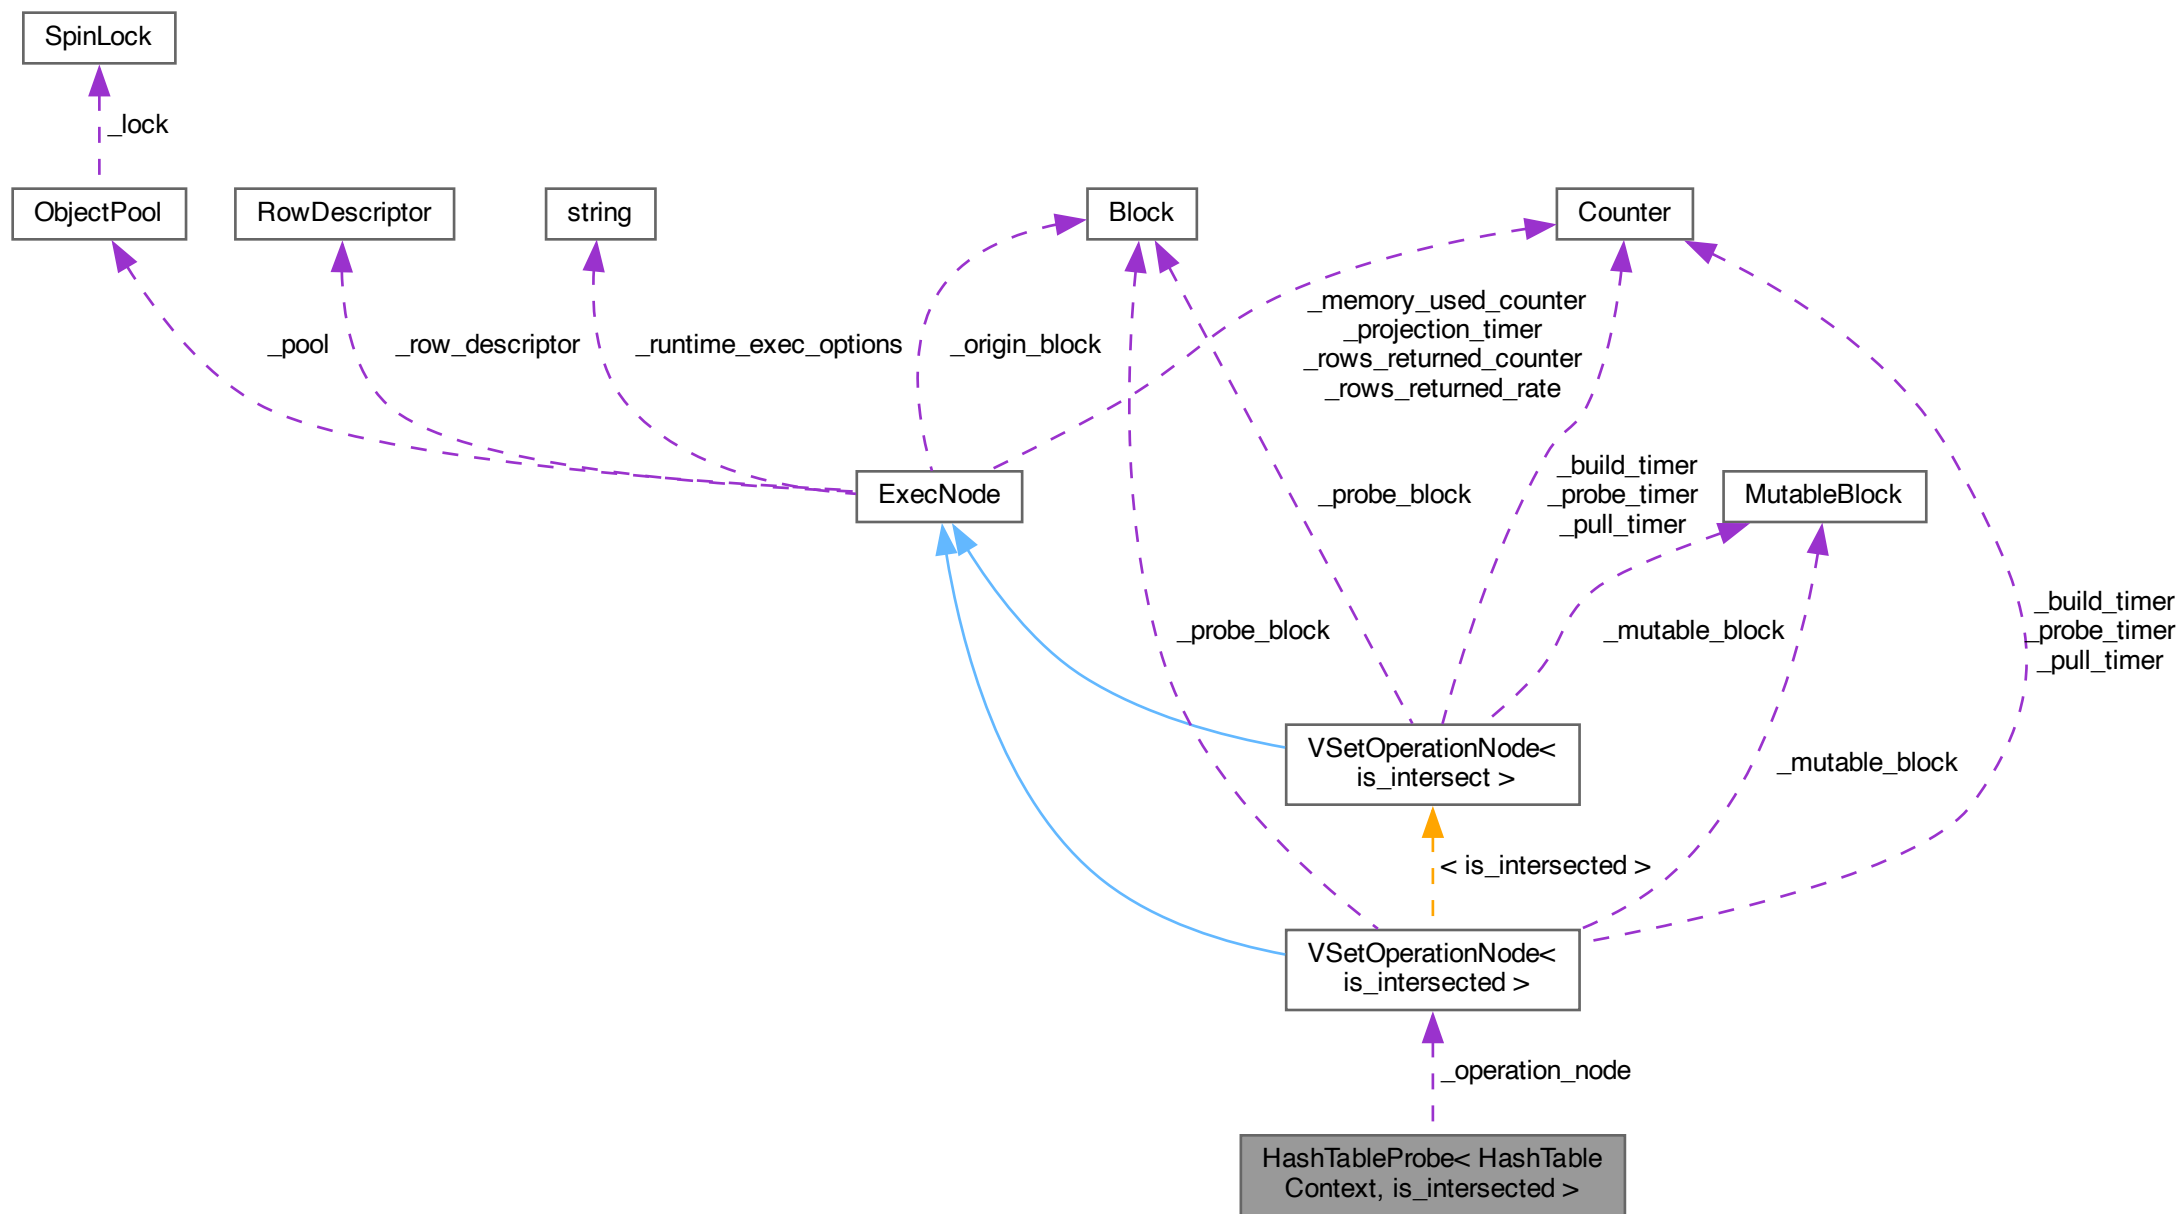 SpinLock
_lock
ObjectPool
RowDescriptor
string
Block
Counter
_memory_used_counter
_projection_timer
_rows_returned_counter
_rows_returned_rate
_pool
_row_descriptor
_runtime_exec_options
_origin_block
_build_timer
_probe_timer
_pull_timer
ExecNode
_probe_block
MutableBlock
_build_timer
_probe_timer
_pull_timer
_probe_block
_mutable_block
VSetOperationNode<
is_intersect >
_mutable_block
< is_intersected >
VSetOperationNode<
is_intersected >
_operation_node
HashTableProbe< HashTable
Context, is_intersected >